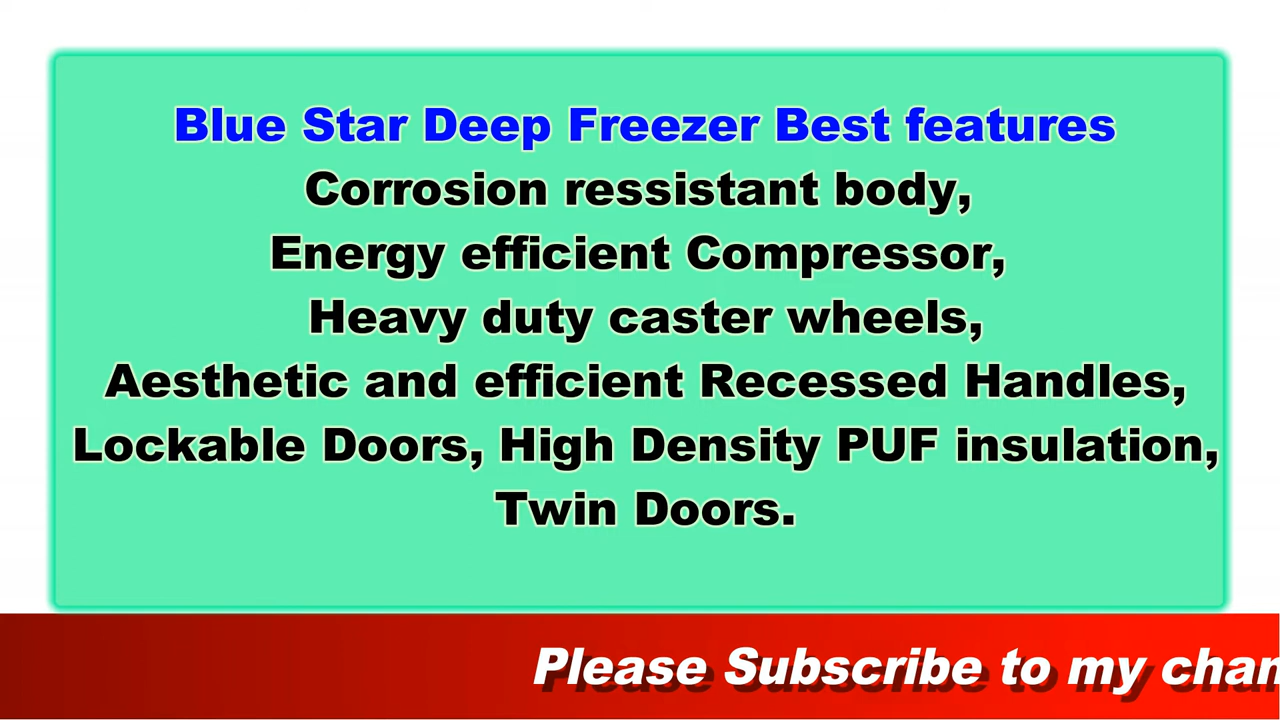 Blue Star Deep Freezer Best features
Corrosion ressistant body,
Energy efficient Compressor,
Heavy duty caster wheels,
Aesthetic and efficient Recessed Handles,
Lockable Doors, High Density PUF insulation,
Twin Doors.
Please Subscribe to my